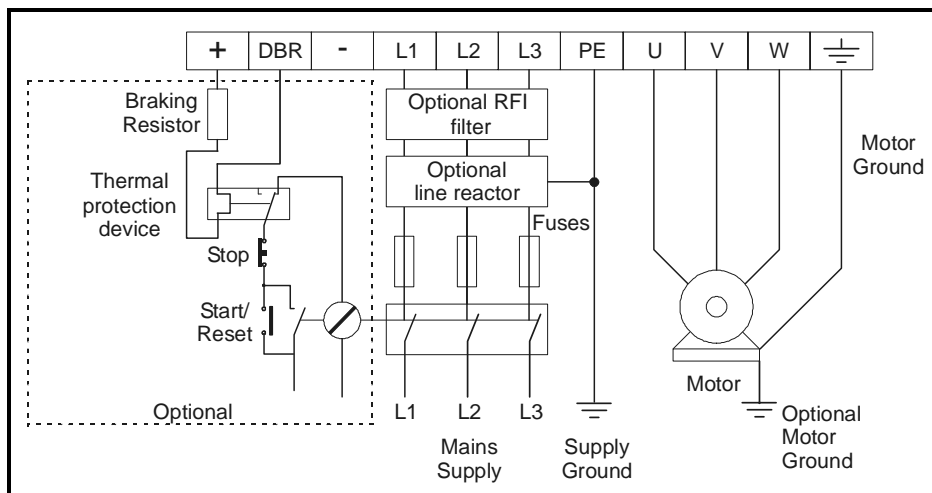 + DBR - L1 L2 L3 PE U V W
Braking
Resistor
Optional RFI
filter
Motor
Ground
Thermal
protection
device
Optional
line reactor
Fuses
Stop
Start/
Reset
Optional
L1 L2 L3
Mains
Supply
Supply
Ground
Motor
Optional
Motor
Ground